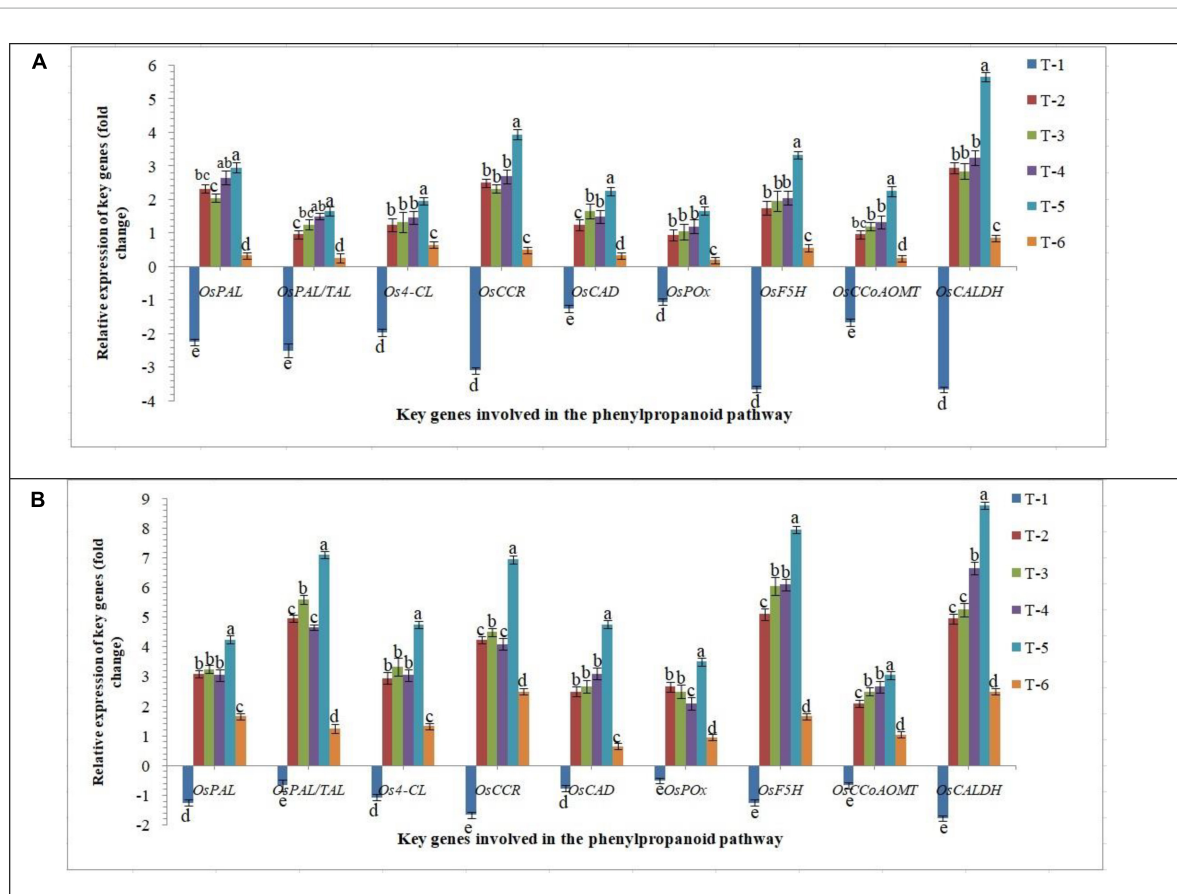 A
Relative expression of key genes (fold
change)
6
5
4
3
2
1
0
-1
-2
-3
-4
bc c ab a d e
c bc ab a d e
b b b a c d
b b b a c d
c b b a d e
b b b a c d
b b b a c d
bc b b a d e
b b b a c d
OsPAL OsPAL/TAL Os4-CL OsCCR OsCAD OsPOx OsF5H OsCCoAOMT OsCALDH
Key genes involved in the phenylpropanoid pathway
T-1
T-2
T-3
T-4
T-5
T-6
B
Relative expression of key genes (fold
change)
9
8
7
6
5
4
3
2
1
0
-1
-2
b b b a c d
c b c a d e
b b b a c d
c b c a d e
b b b a c d
b b c a d e
c b b a d e
c b b a d e
c c b a d e
OsPAL OsPAL/TAL Os4-CL OsCCR OsCAD OsPOx OsF5H OsCCoAOMT OsCALDH
Key genes involved in the phenylpropanoid pathway
T-1
T-2
T-3
T-4
T-5
T-6